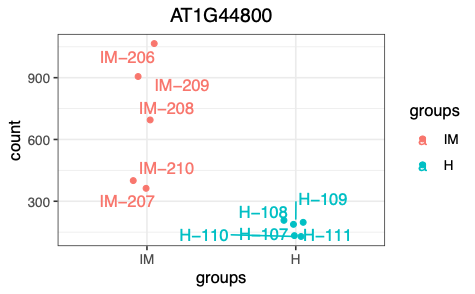 AT1G44800
count
900
600
300
IM−206
IM−209
IM−208
IM−210
IM−207
H−109
H−108
H−110
H−107
H−111
IM
H
groups
groups
a IM
a H